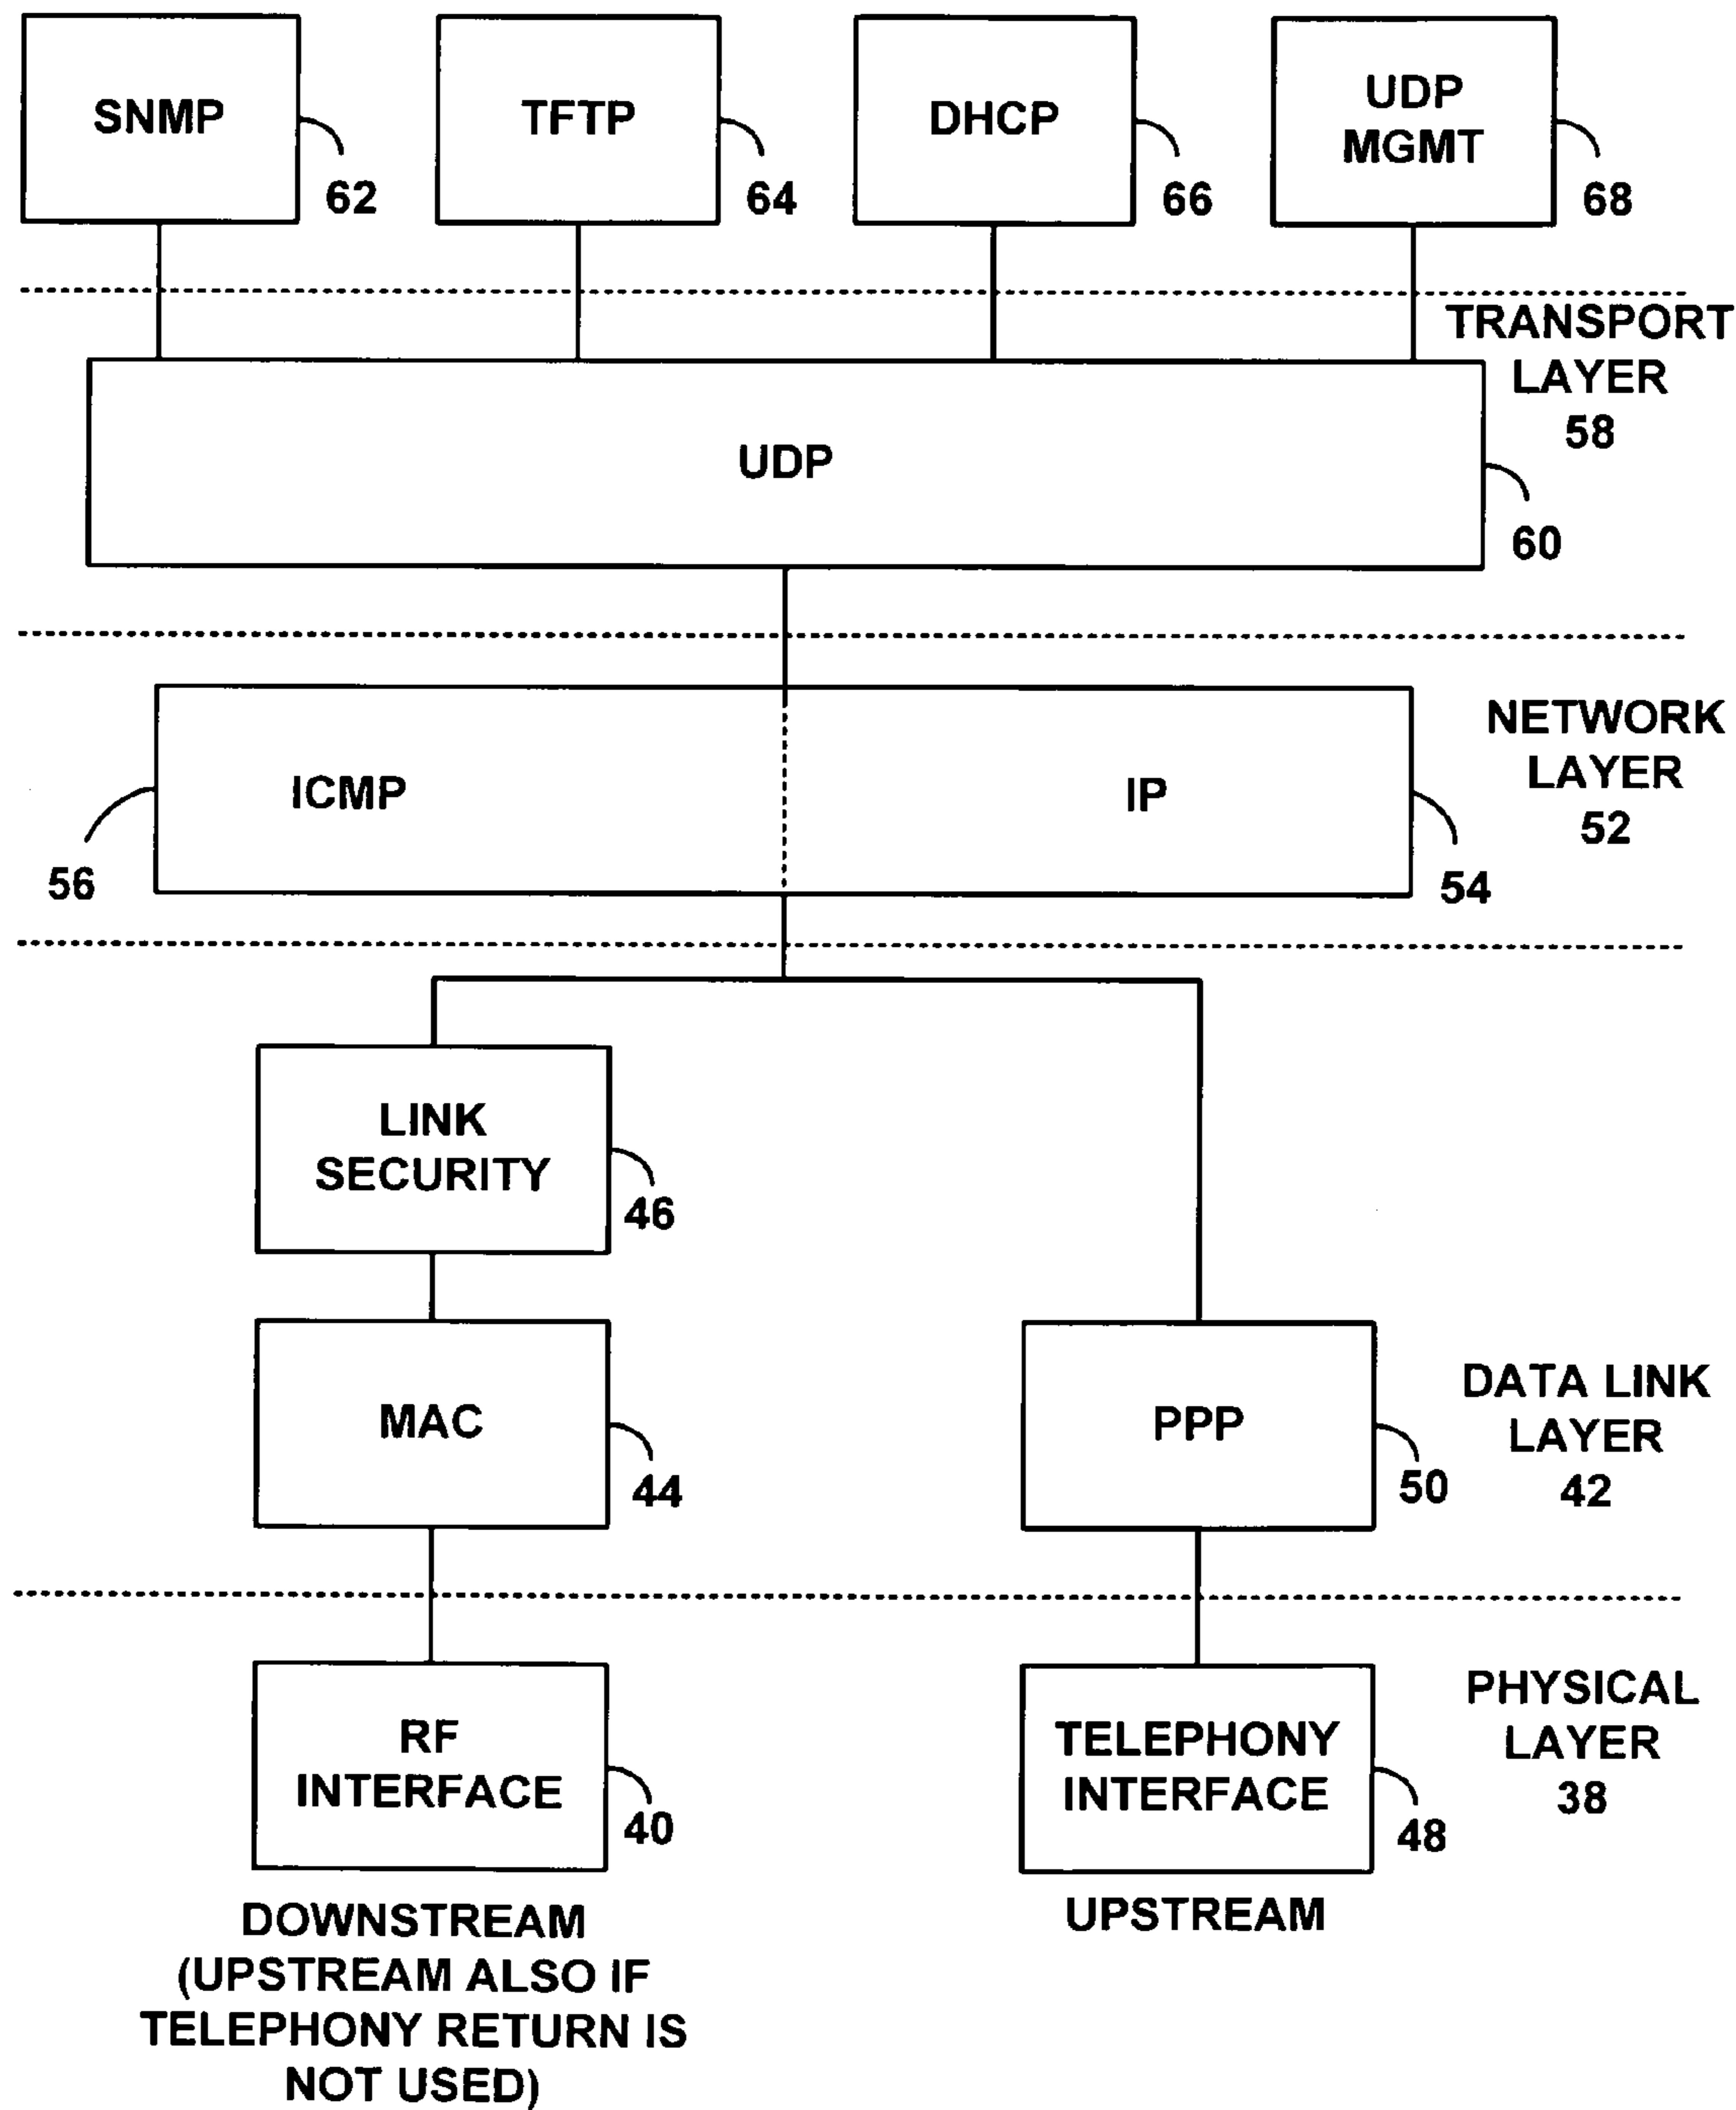 SNMP
62
TFTP
64
DHCP
66
UDP
MGMT
68
TRANSPORT
LAYER
58
UDP
60
NETWORK
LAYER
52
ICMP
56
IP
54
LINK
SECURITY
46
MAC
44
PPP
50
DATA LINK
LAYER
42
RF
INTERFACE
40
TELEPHONY
INTERFACE
48
PHYSICAL
LAYER
38
DOWNSTREAM
(UPSTREAM ALSO IF
TELEPHONY RETURN IS
NOT USED)
UPSTREAM